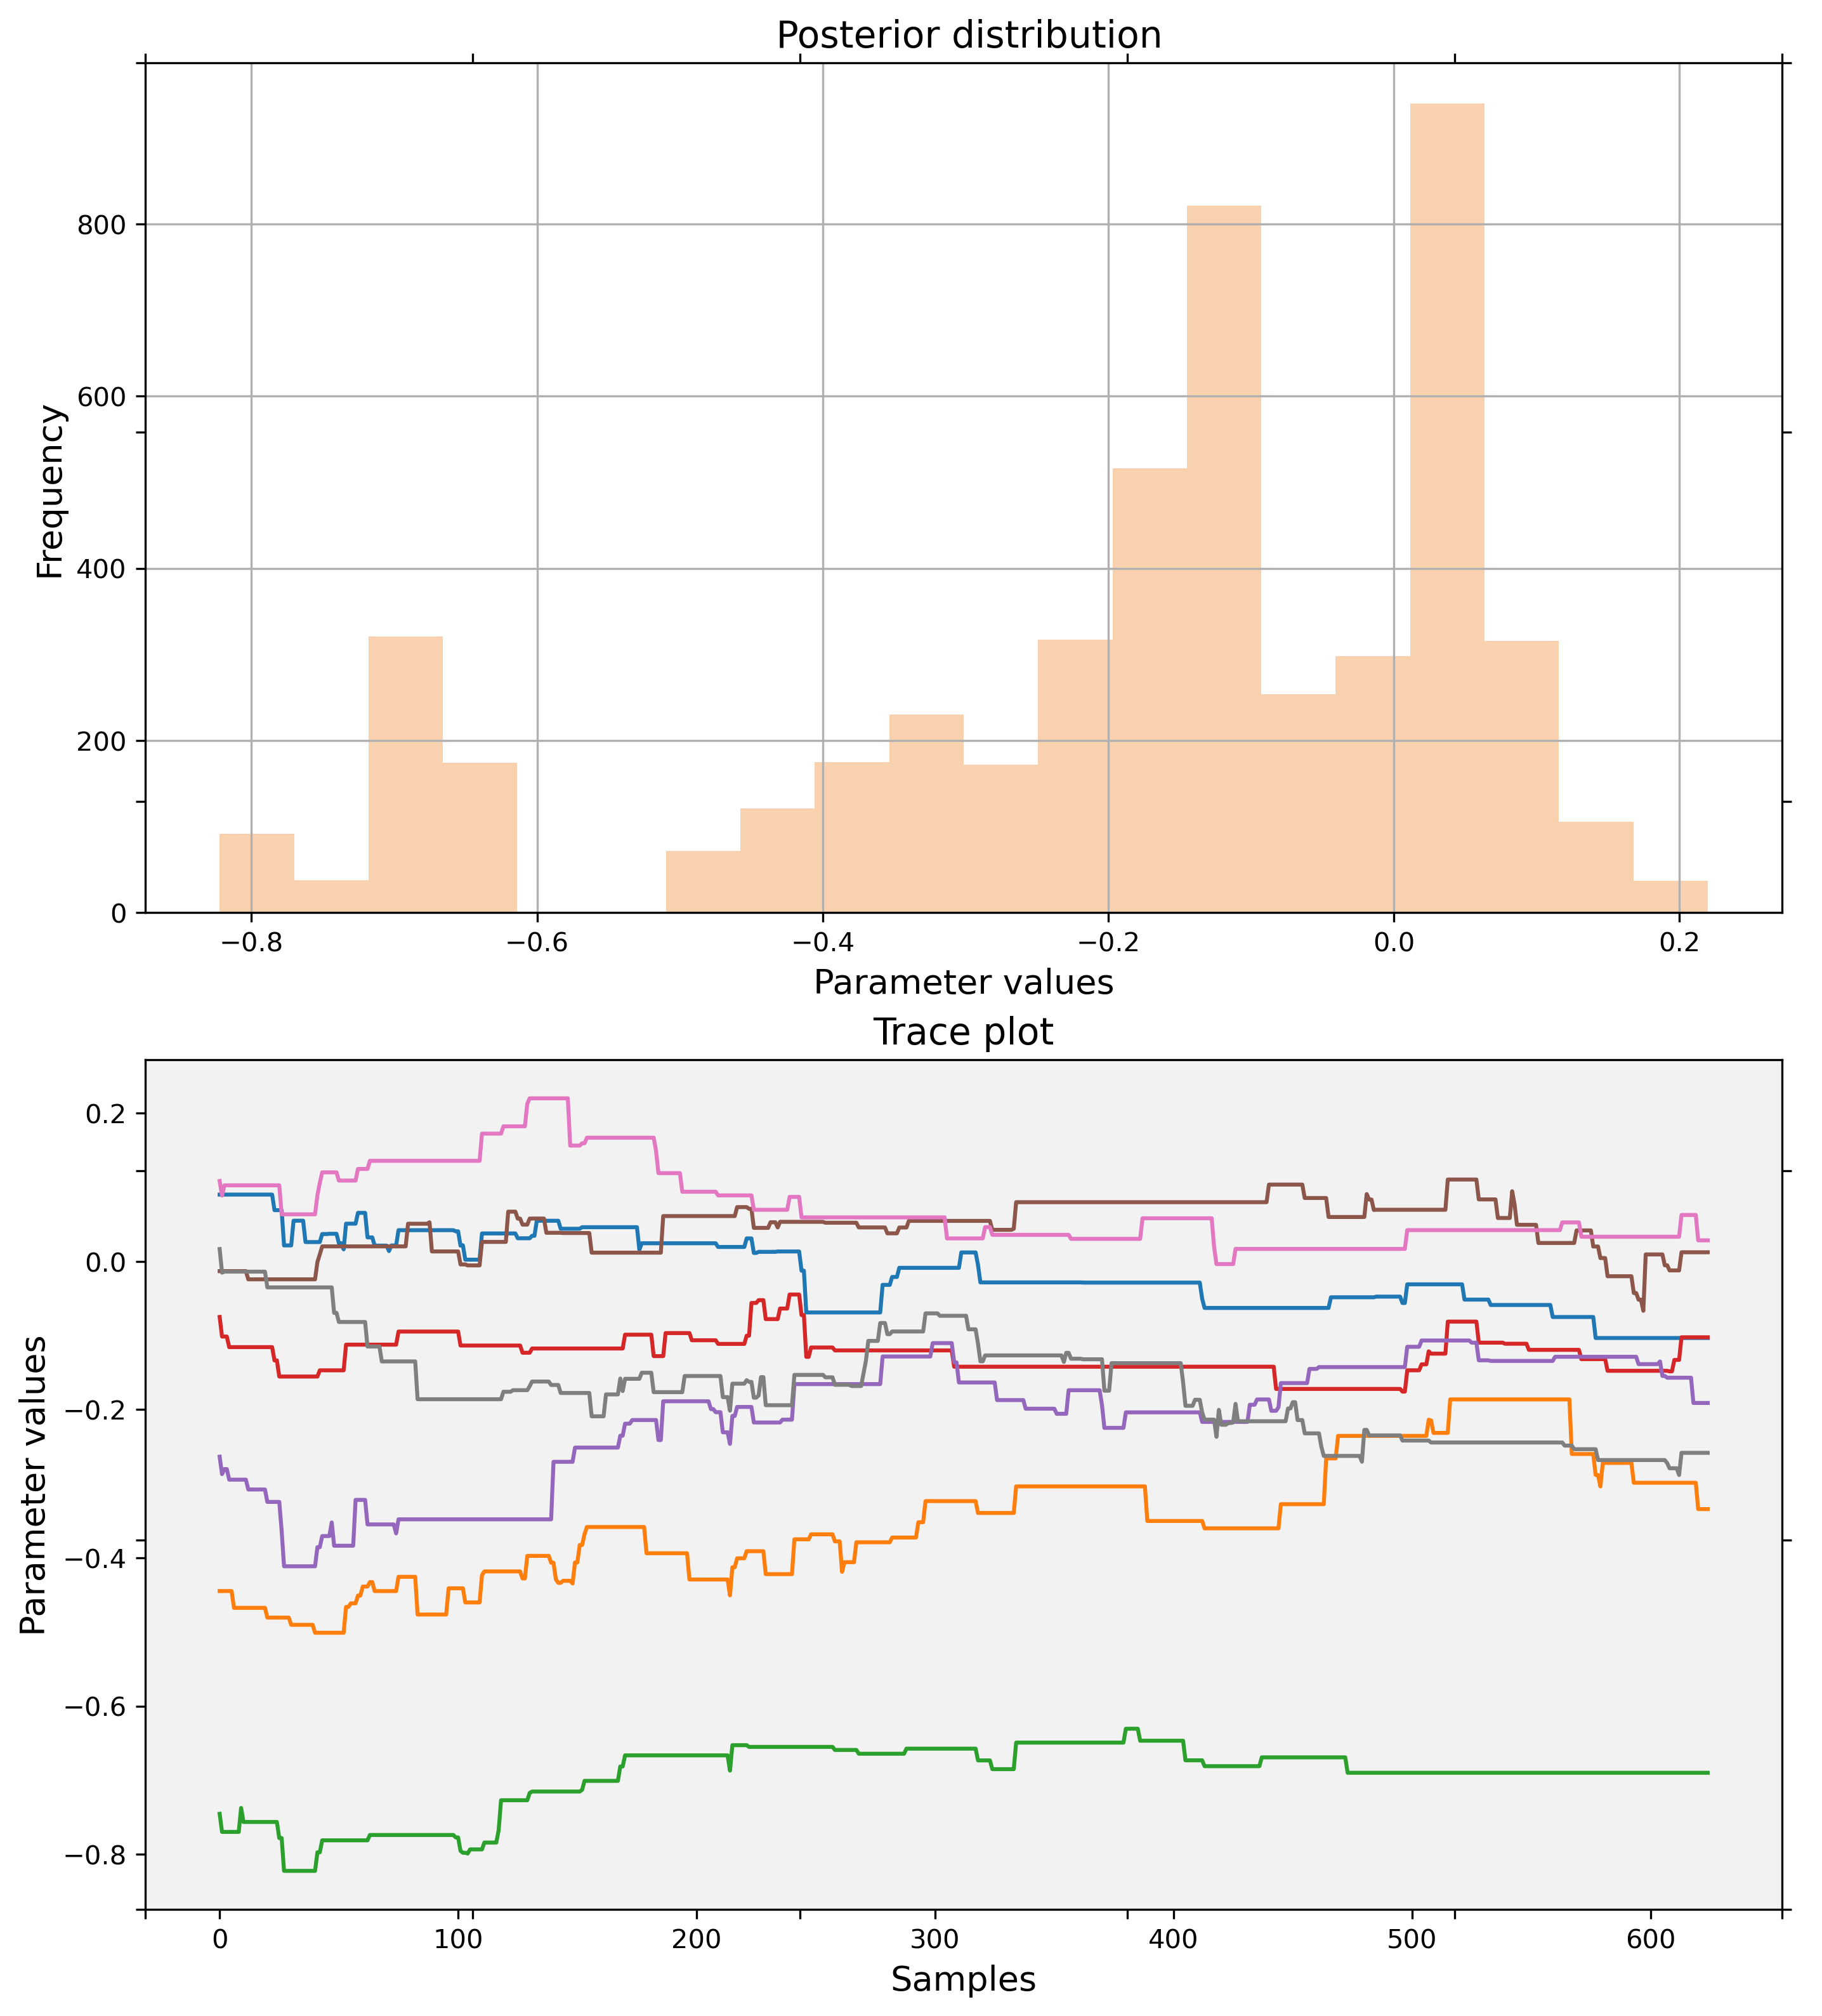 Posterior distribution
Frequency
800
600
400
200
0
−0.8 −0.6 −0.4 −0.2 0.0 0.2
Parameter values
Trace plot
Parameter values
0.2
0.0
−0.2
−0.4
−0.6
−0.8
0 100 200 300 400 500 600
Samples